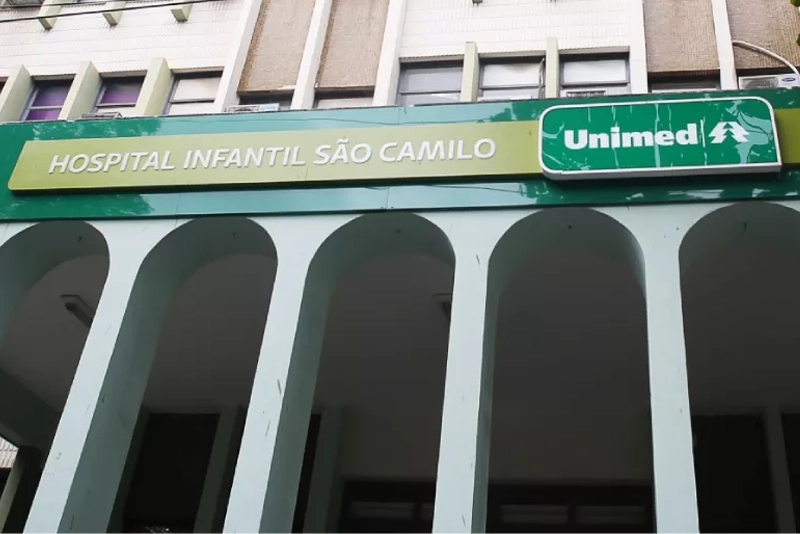 HOSPITAL INFANTIL SÃO CAMILO
Unimed